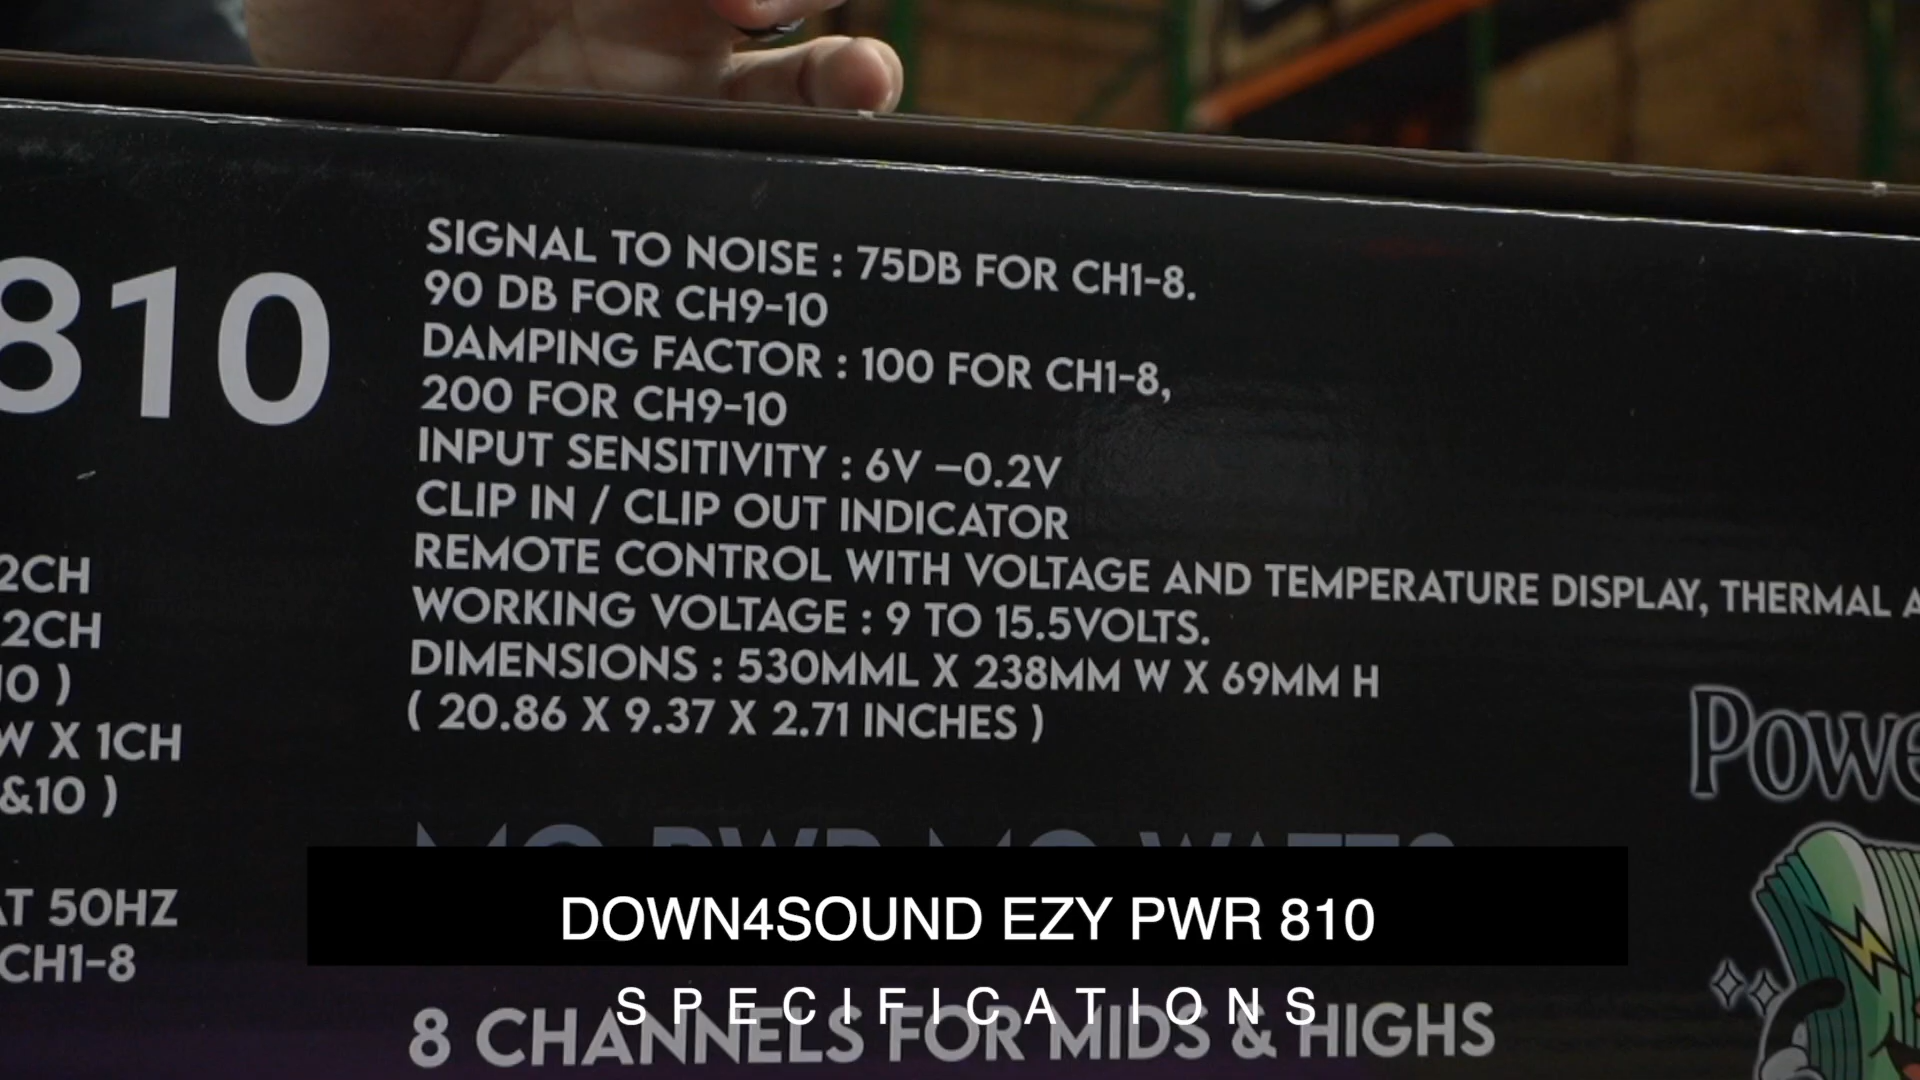 810
SIGNAL TO NOISE : 75DB FOR CH1-8.
90 DB FOR CH9-10
DAMPING FACTOR : 100 FOR CH1-8,
200 FOR CH9-10
INPUT SENSITIVITY : 6V –0.2V
CLIP IN / CLIP OUT INDICATOR
REMOTE CONTROL WITH VOLTAGE AND TEMPERATURE DISPLAY, THERMAL A
WORKING VOLTAGE : 9 TO 15.5VOLTS.
DIMENSIONS : 530MML X 238MM W X 69MM H
( 20.86 X 9.37 X 2.71 INCHES )
2CH
2CH
10 )
W X 1CH
&10 )
AT 50HZ
CH1-8
Powe
DOWN4SOUND EZY PWR 810
SPECIFICATIONS
8 CHANNELS FOR MIDS & HIGHS